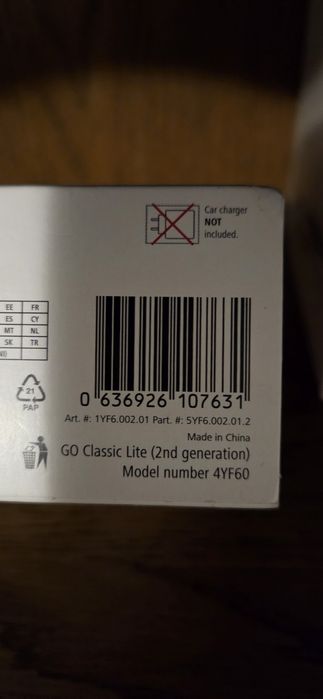 Car charger
NOT
included.
EE FR
ES CY
MT NL
SK TR
0 636926 107631
21
PAP
Art. #: 1YF6.002.01 Part. #: 5YF6.002.01.2
Made in China
GO Classic Lite (2nd generation)
Model number 4YF60